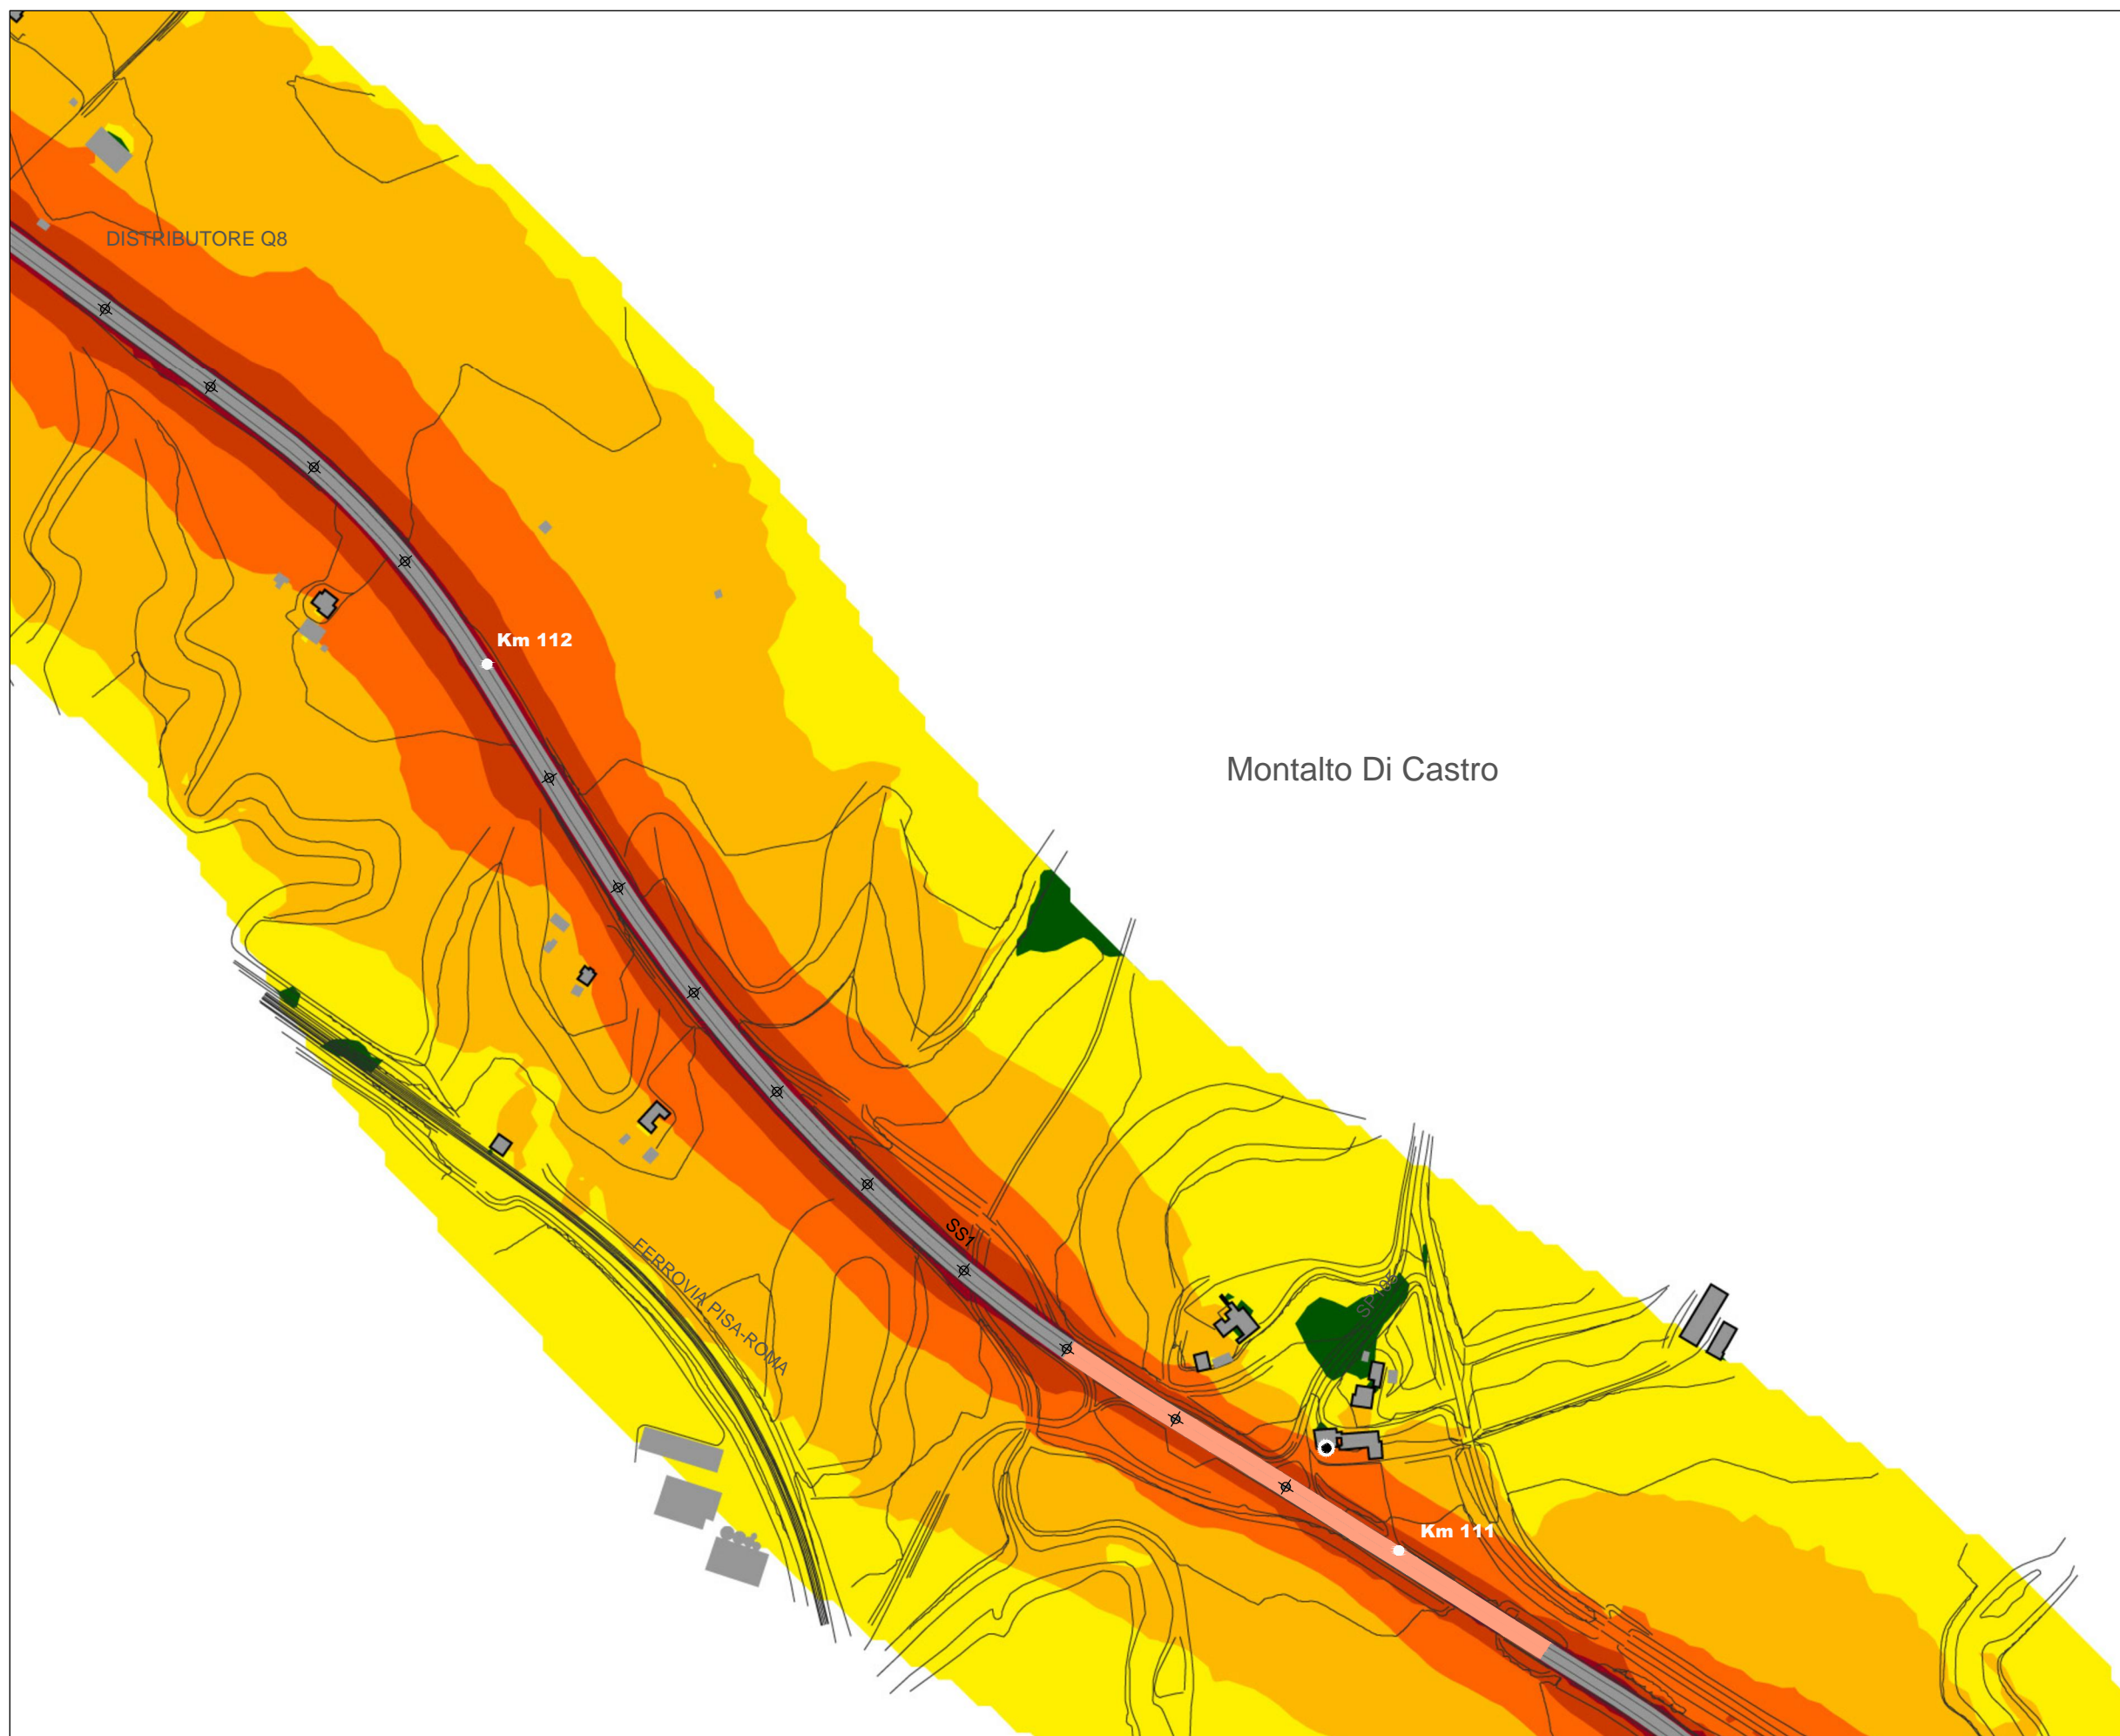 DISTRIBUTORE Q8
Km 112
Montalto Di Castro
SS1
FERROVIA PISA-ROMA
Km 111